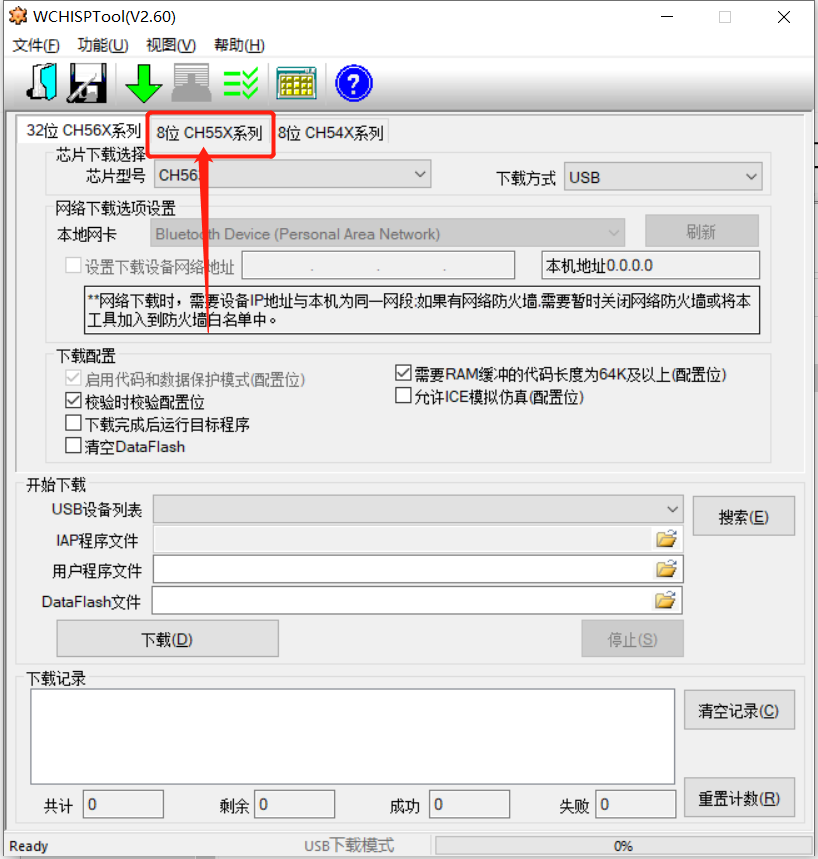 WCHISPTool(V2.60)
文件(F) 功能(U) 视图(V) 帮助(H)
32位 CH56X系列 8位 CH55X系列 8位 CH54X系列
芯片下载选择
芯片型号 CH56 下载方式 USB
网络下载选项设置
本地网卡 Bluetooth Device (Personal Area Network) 刷新
设置下载设备网络地址 . . . 本机地址0.0.0.0
**网络下载时，需要设备IP地址与本机为同一网段;如果有网络防火墙,需要暂时关闭网络防火墙或将本
工具加入到防火墙白名单中。
下载配置
启用代码和数据保护模式(配置位) 需要RAM缓冲的代码长度为64K及以上(配置位)
校验时校验配置位 允许ICE模拟仿真(配置位)
下载完成后运行目标程序
清空DataFlash
开始下载
USB设备列表 搜索(E)
IAP程序文件
用户程序文件
DataFlash文件
下载(D) 停止(S)
下载记录
清空记录(C)
共计 0 剩余 0 成功 0 失败 0 重置计数(R)
Ready USB下载模式 0%